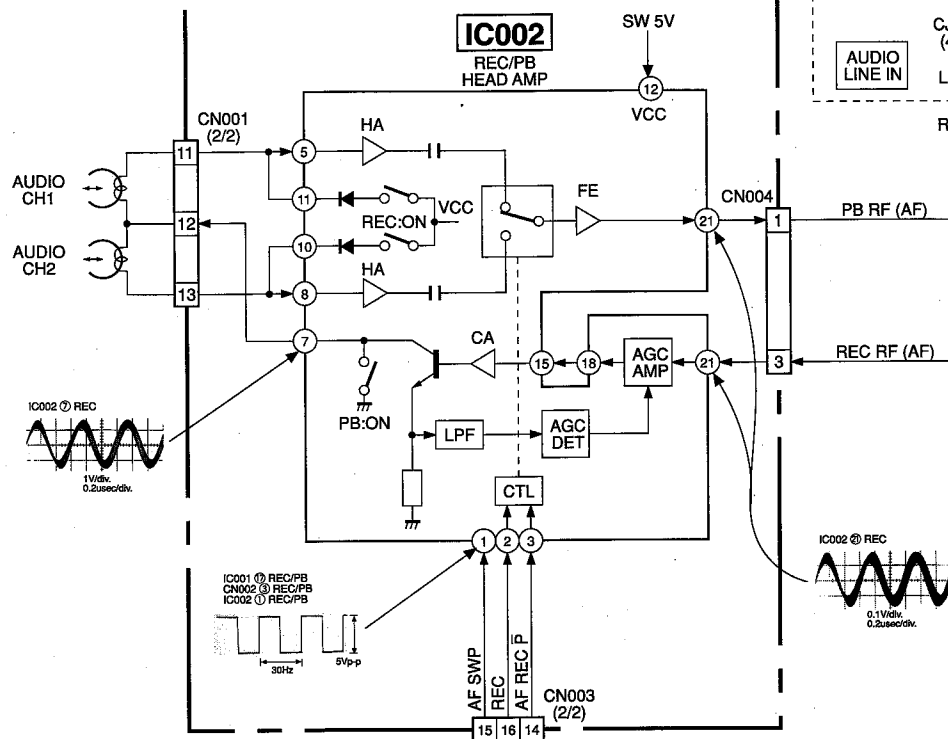 IC002
REC/PB
HEAD AMP
SW 5V
12
VCC
AUDIO
LINE IN
CN001
(2/2)
HA
5
11
11
VCC
REC:ON
10
AUDIO
CH1
12
AUDIO
CH2
13
HA
8
FE
21
CN004
1
PB RF (AF)
7
CA
15
18
AGC
AMP
21
3
REC RF (AF)
PB:ON
LPF
AGC
DET
IC002 ⑦ REC
1V/div.
0.2usec/div.
CTL
1
2
3
IC001 ⑰ REC/PB
CN002 ③ REC/PB
IC002 ① REC/PB
30Hz
5Vp-p
IC002 ㉑ REC
0.1V/div.
0.2usec/div.
AF SWP
REC
AF REC P̅
CN003
(2/2)
15
16
14